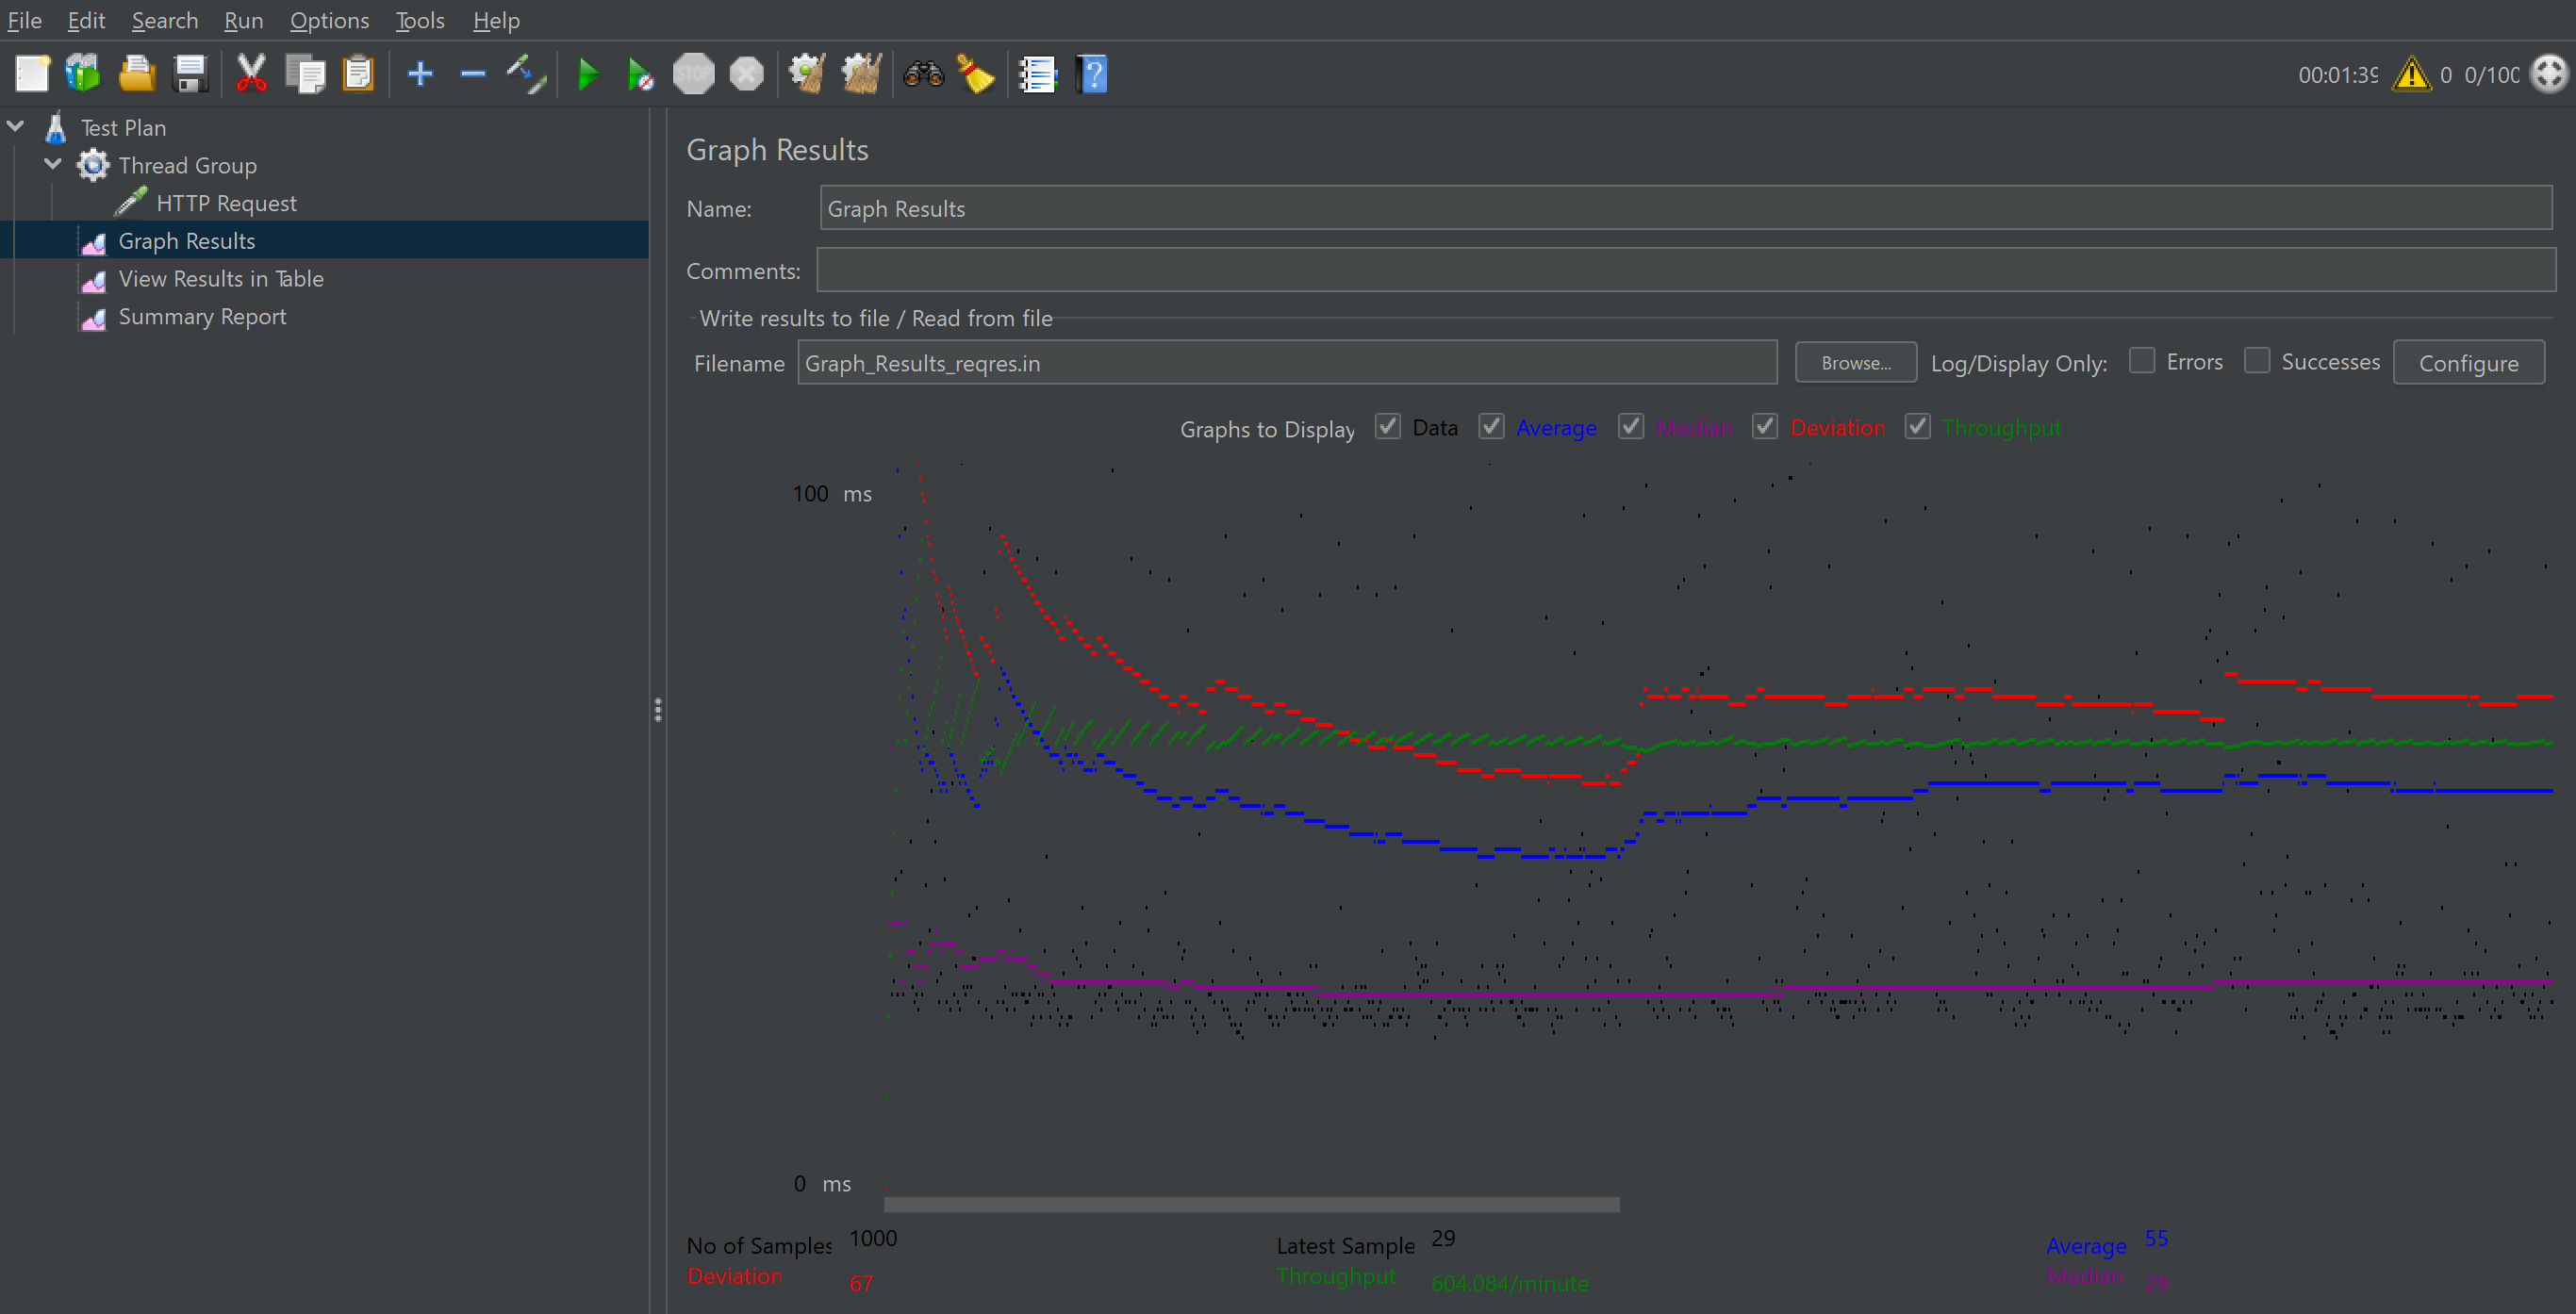 File Edit Search Run Options Tools Help
STOP
00:01:39 0 0/100
Test Plan
Thread Group
HTTP Request
Graph Results
View Results in Table
Summary Report
Graph Results
Name: Graph Results
Comments:
Write results to file / Read from file
Filename Graph_Results_reqres.in Browse... Log/Display Only: Errors Successes Configure
Graphs to Display Data Average Median Deviation Throughput
100 ms
0 ms
No of Samples 1000 Latest Sample 29 Average 55
Deviation 67 Throughput 604.084/minute Median 29